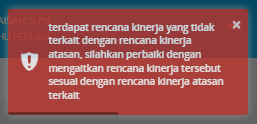 terdapat rencana kinerja yang tidak
terkait dengan rencana kinerja
atasan, silahkan perbaiki dengan
mengaitkan rencana kinerja tersebut
sesuai dengan rencana kinerja atasan
terkait